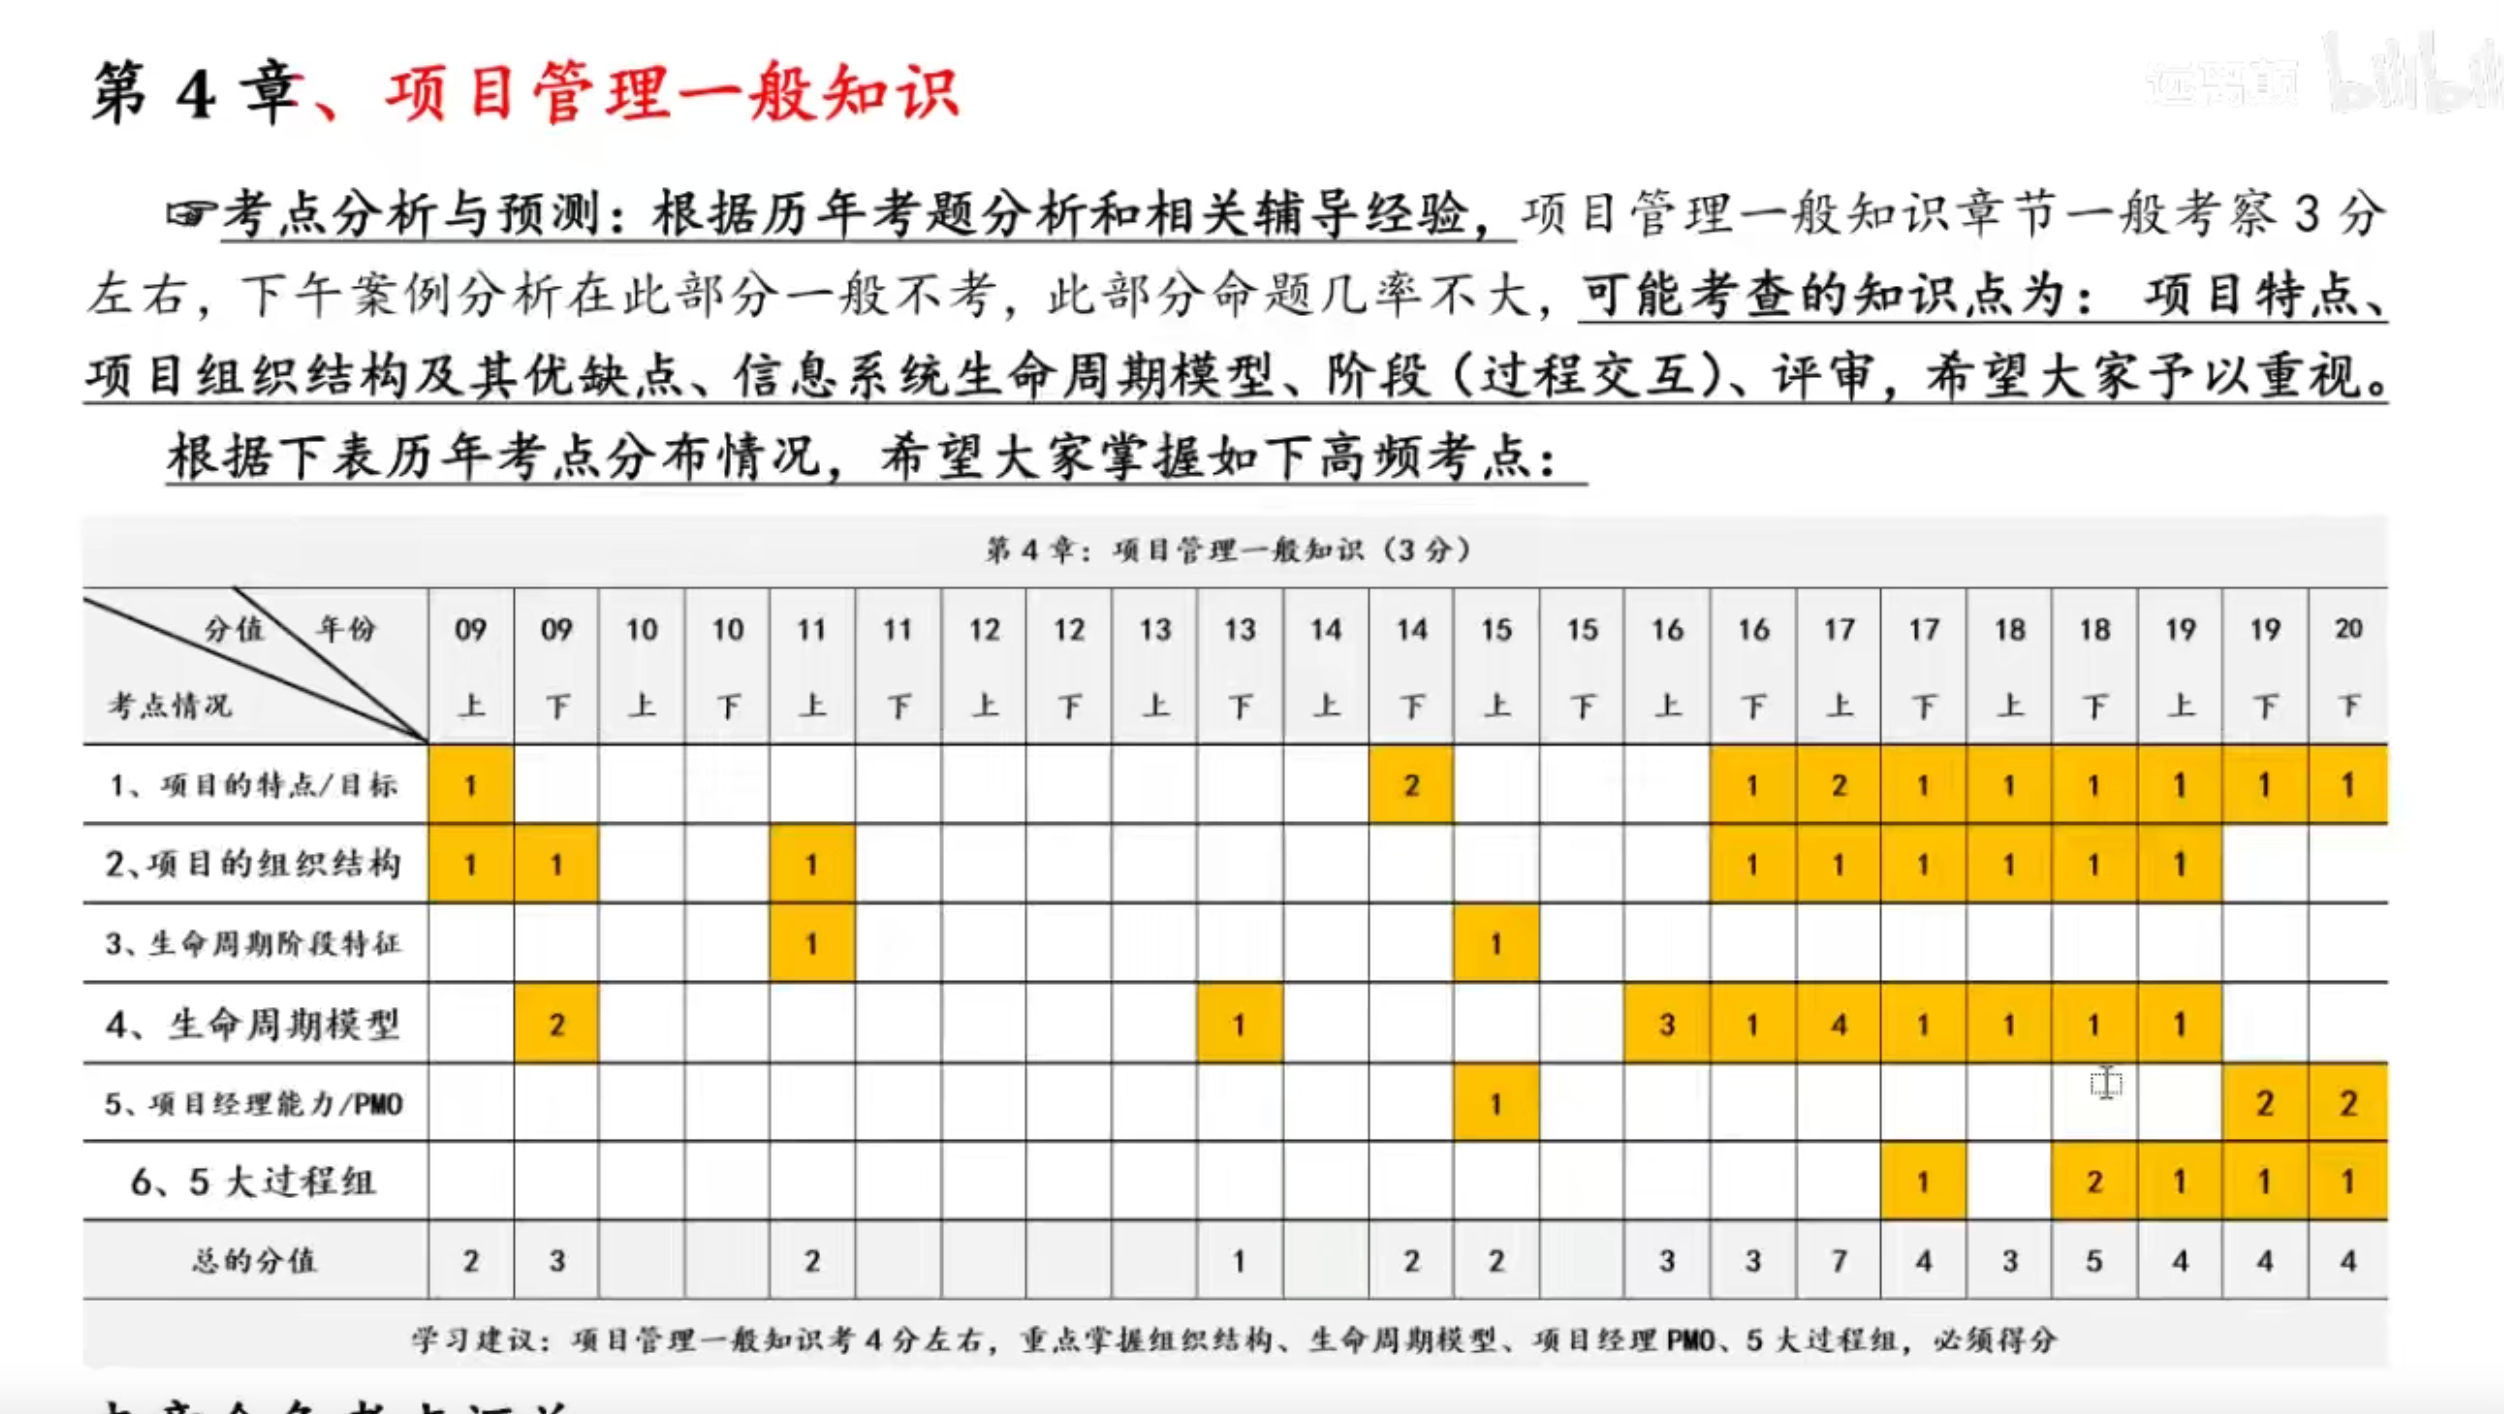 第 4 章、项目管理一般知识
远离颠 bilibili
☞考点分析与预测：根据历年考题分析和相关辅导经验，项目管理一般知识章节一般考察 3 分
左右，下午案例分析在此部分一般不考，此部分命题几率不大，可能考查的知识点为： 项目特点、
项目组织结构及其优缺点、信息系统生命周期模型、阶段（过程交互）、评审，希望大家予以重视。
根据下表历年考点分布情况，希望大家掌握如下高频考点：
第 4 章：项目管理一般知识（3 分）
分值 年份 09 09 10 10 11 11 12 12 13 13 14 14 15 15 16 16 17 17 18 18 19 19 20
考点情况 上 下 上 下 上 下 上 下 上 下 上 下 上 下 上 下 上 下 上 下 上 下 下
1、项目的特点/目标 1 2 1 2 1 1 1 1 1 1
2、项目的组织结构 1 1 1 1 1 1 1 1 1
3、生命周期阶段特征 1 1
4、生命周期模型 2 1 3 1 4 1 1 1 1
5、项目经理能力/PMO 1 2 2
6、5 大过程组 1 2 1 1 1
总的分值 2 3 2 1 2 2 3 3 7 4 3 5 4 4 4
学习建议：项目管理一般知识考 4 分左右，重点掌握组织结构、生命周期模型、项目经理 PMO、5 大过程组，必须得分